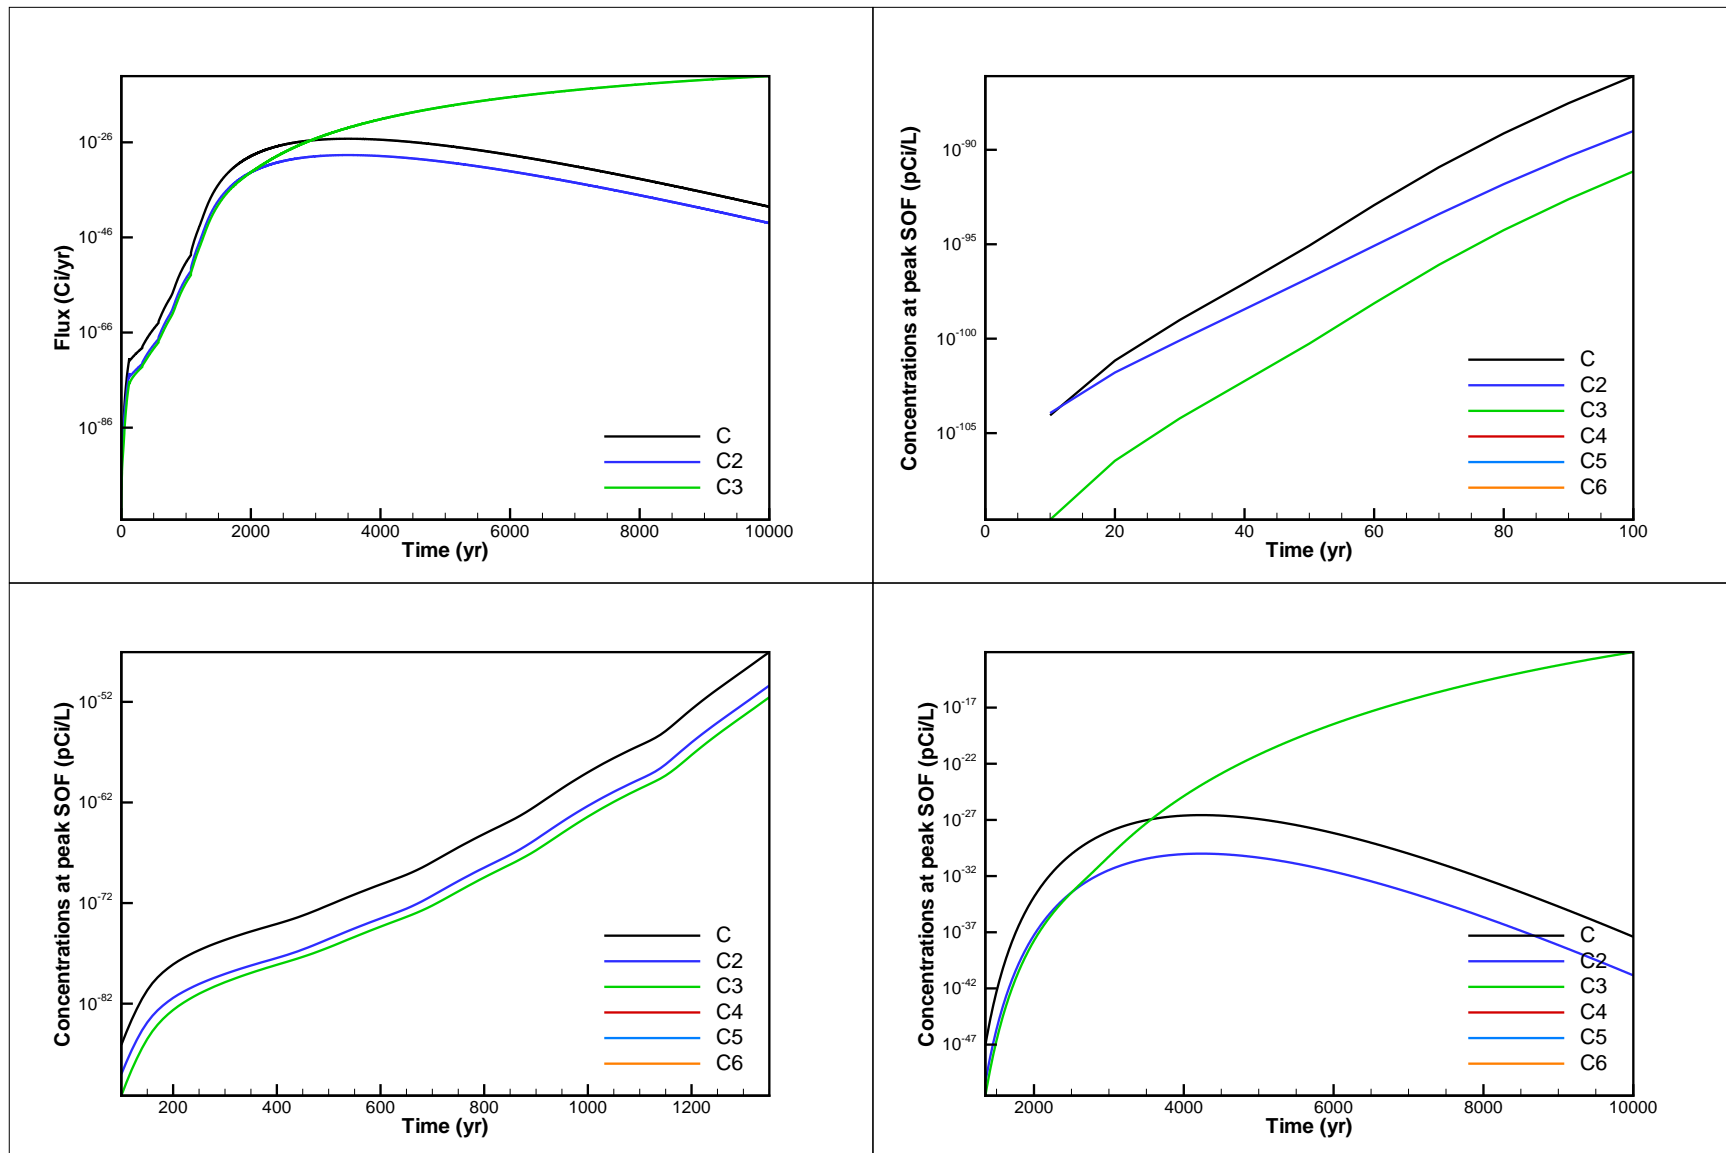 Flux (Ci/yr)
10^-26
10^-46
10^-66
10^-86
0 2000 4000 6000 8000 10000
Time (yr)
C
C2
C3
Concentrations at peak SOF (pCi/L)
10^-90
10^-95
10^-100
10^-105
0 20 40 60 80 100
Time (yr)
C
C2
C3
C4
C5
C6
Concentrations at peak SOF (pCi/L)
10^-52
10^-62
10^-72
10^-82
200 400 600 800 1000 1200
Time (yr)
C
C2
C3
C4
C5
C6
Concentrations at peak SOF (pCi/L)
10^-17
10^-22
10^-27
10^-32
10^-37
10^-42
10^-47
2000 4000 6000 8000 10000
Time (yr)
C
C2
C3
C4
C5
C6